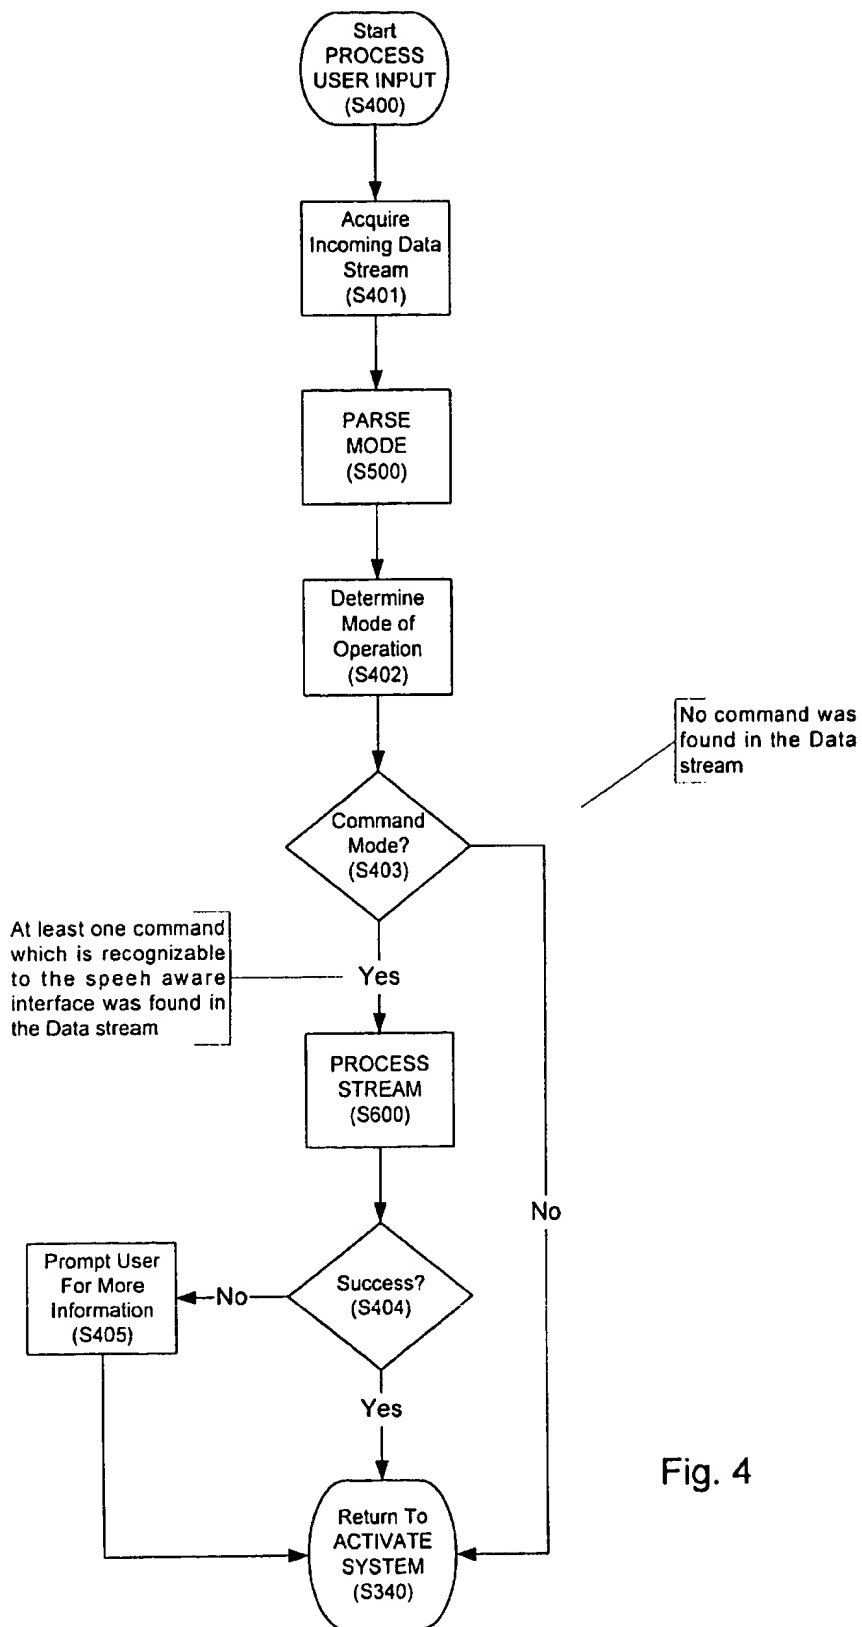 Start
PROCESS
USER INPUT
(S400)
Acquire
Incoming Data
Stream
(S401)
PARSE
MODE
(S500)
Determine
Mode of
Operation
(S402)
No command was
found in the Data
stream
Command
Mode?
(S403)
At least one command
which is recognizable
to the speeh aware
interface was found in
the Data stream
Yes
PROCESS
STREAM
(S600)
No
Prompt User
For More
Information
(S405)
No
Success?
(S404)
Yes
Fig. 4
Return To
ACTIVATE
SYSTEM
(S340)